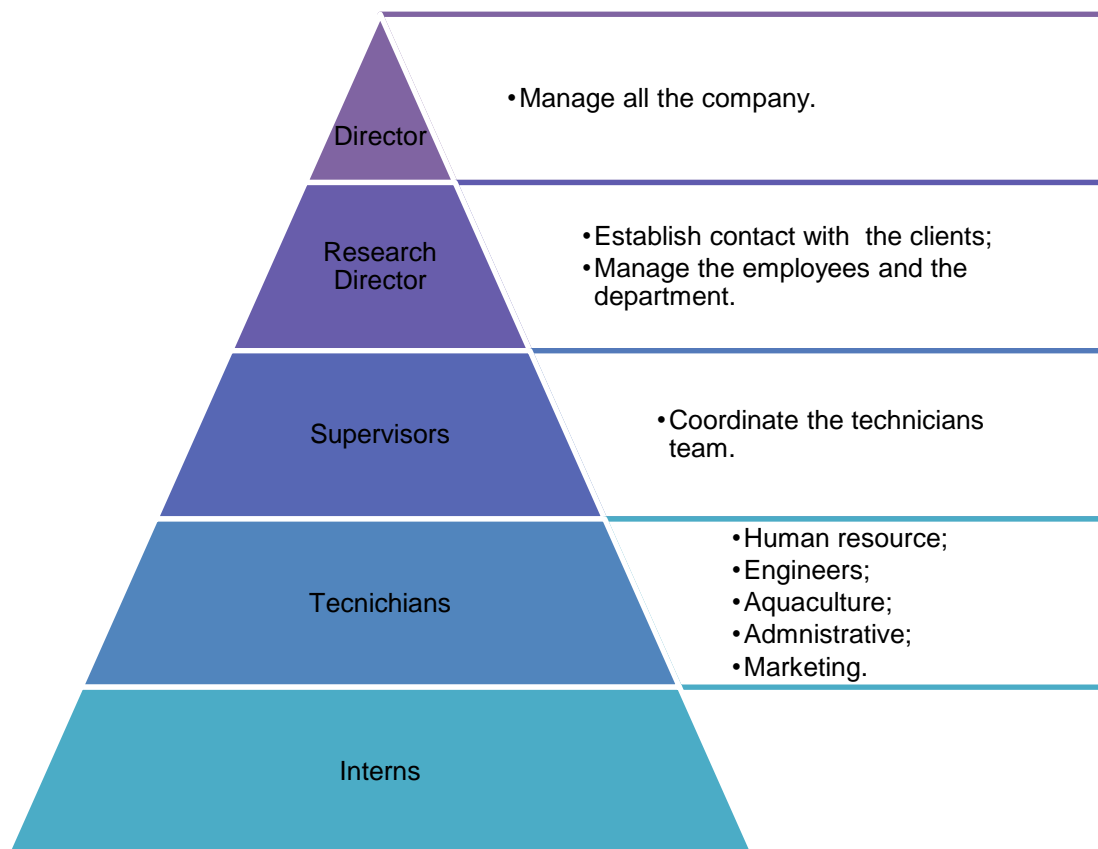 Director
•Manage all the company.
Research
Director
•Establish contact with  the clients;
•Manage the employees and the
department.
Supervisors
•Coordinate the technicians
team.
Tecnichians
•Human resource;
•Engineers;
•Aquaculture;
•Admnistrative;
•Marketing.
Interns